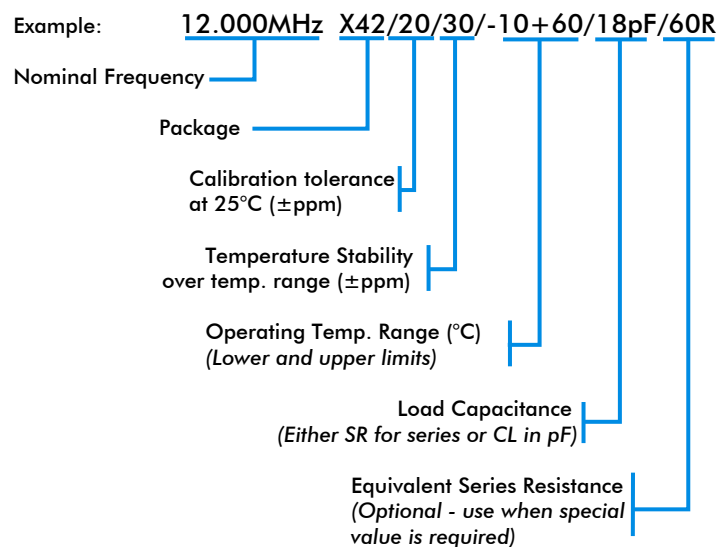 Example: 12.000MHz X42/20/30/-10+60/18pF/60R
Nominal Frequency
Package
Calibration tolerance
at 25°C (±ppm)
Temperature Stability
over temp. range (±ppm)
Operating Temp. Range (°C)
(Lower and upper limits)
Load Capacitance
(Either SR for series or CL in pF)
Equivalent Series Resistance
(Optional - use when special
value is required)